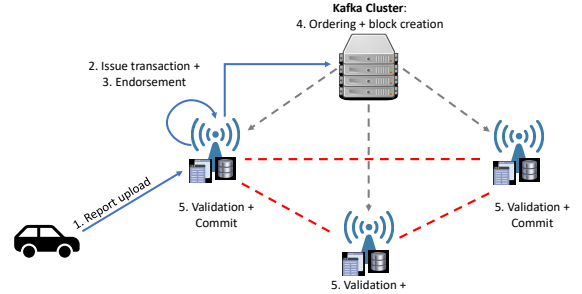 Kafka Cluster:
4. Ordering + block creation
2. Issue transaction +
3. Endorsement
1. Report upload
5. Validation +
Commit
5. Validation +
Commit
5. Validation +